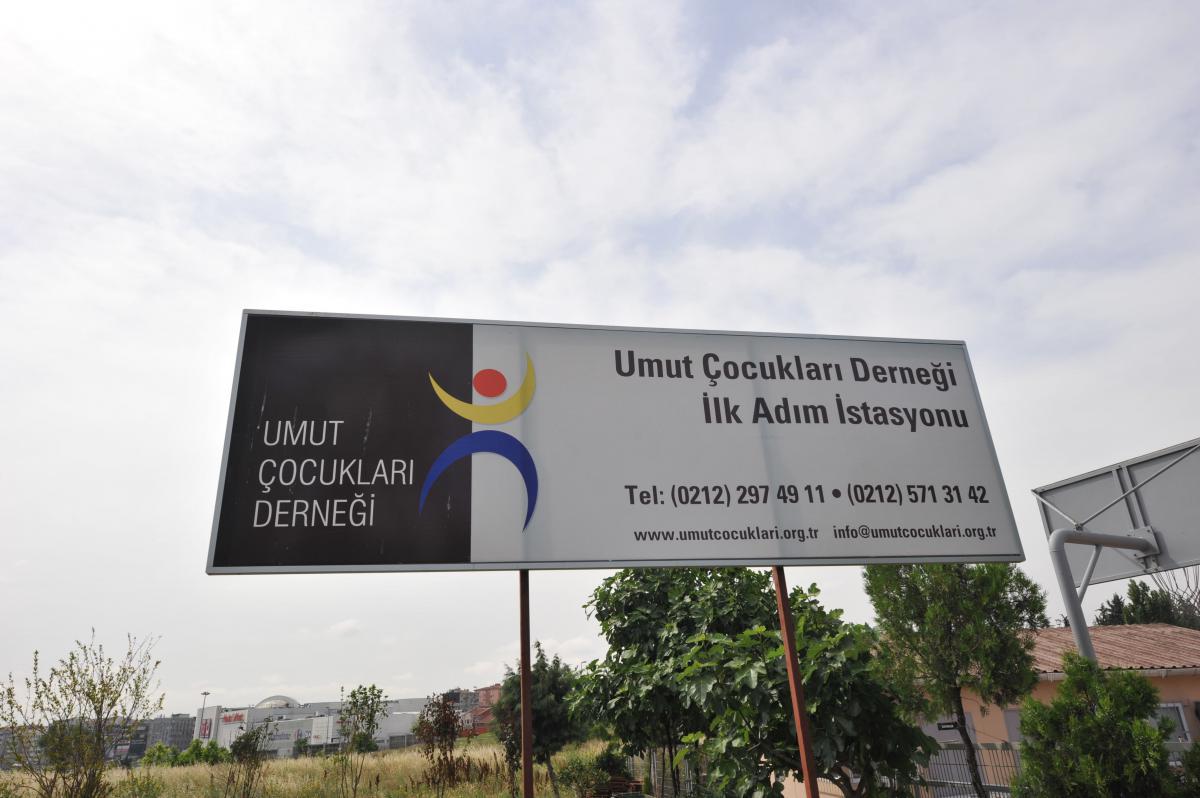 UMUT
ÇOCUKLARI
DERNEĞİ
Umut Çocukları Derneği
İlk Adım İstasyonu
Tel: (0212) 297 49 11 • (0212) 571 31 42
www.umutcocuklari.org.tr info@umutcocuklari.org.tr